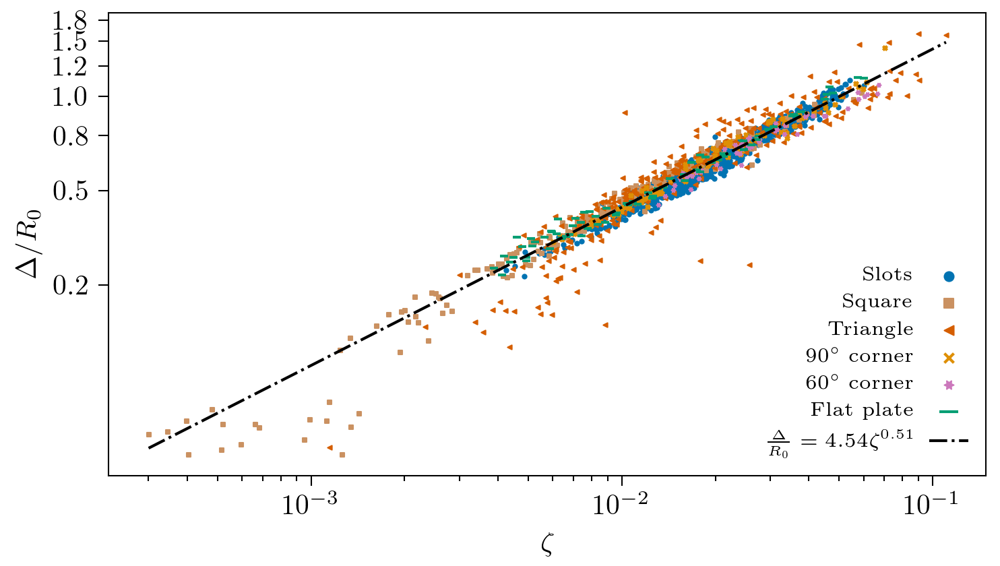 1.8
1.5
1.2
1.0
0.8
0.5
0.2
Δ/R₀
Slots
Square
Triangle
90° corner
60° corner
Flat plate
Δ/R₀ = 4.54ζ^0.51
10⁻³
10⁻²
10⁻¹
ζ